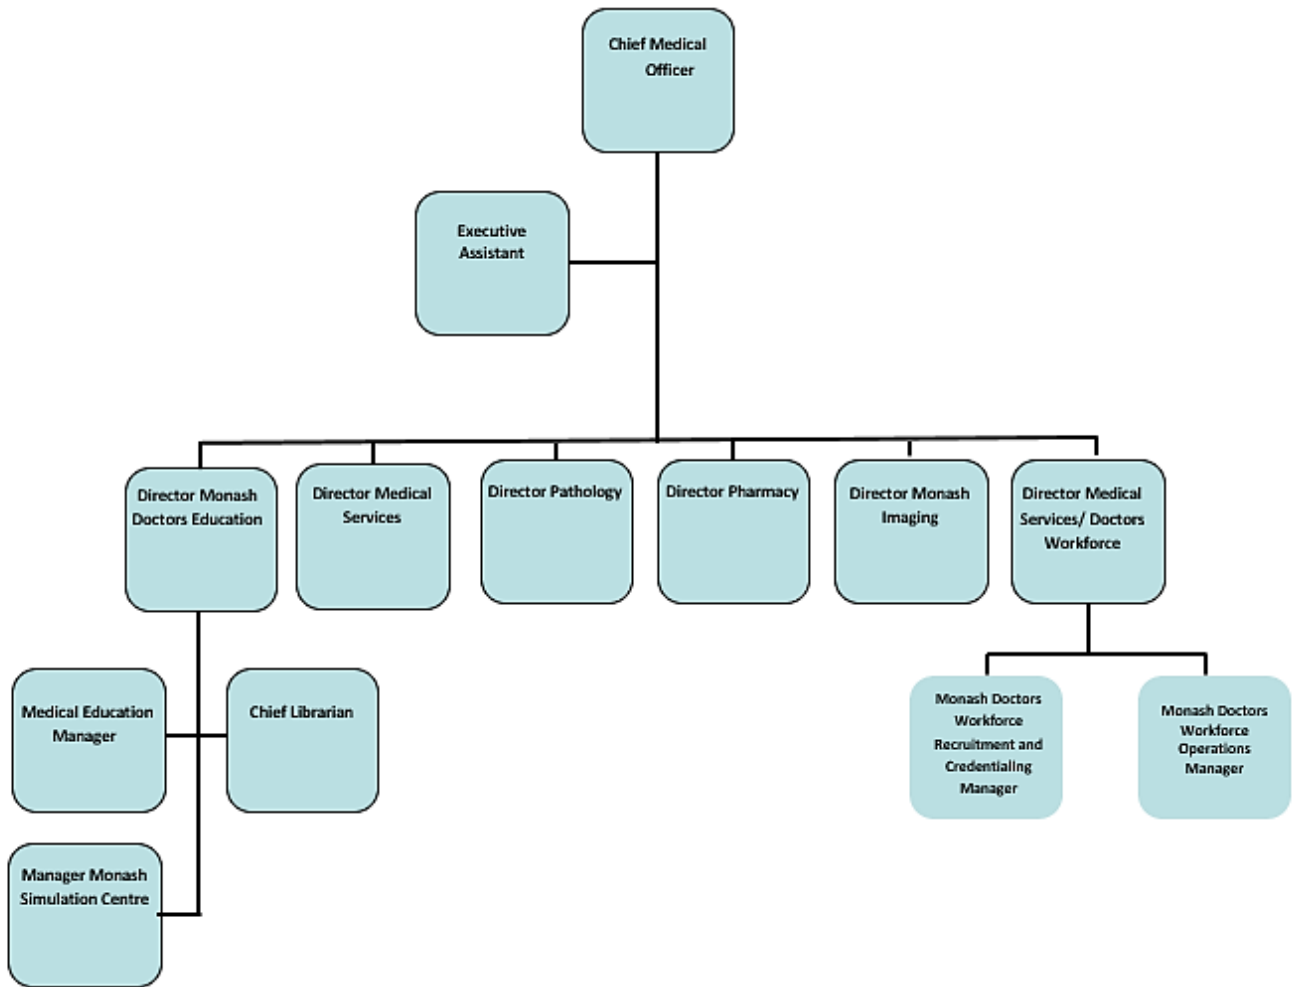 Chief Medical
Officer
Executive
Assistant
Director Monash
Doctors Education
Director Medical
Services
Director Pathology
Director Pharmacy
Director Monash
Imaging
Director Medical
Services/ Doctors
Workforce
Medical Education
Manager
Chief Librarian
Monash Doctors
Workforce
Recruitment and
Credentialing
Manager
Monash Doctors
Workforce
Operations
Manager
Manager Monash
Simulation Centre